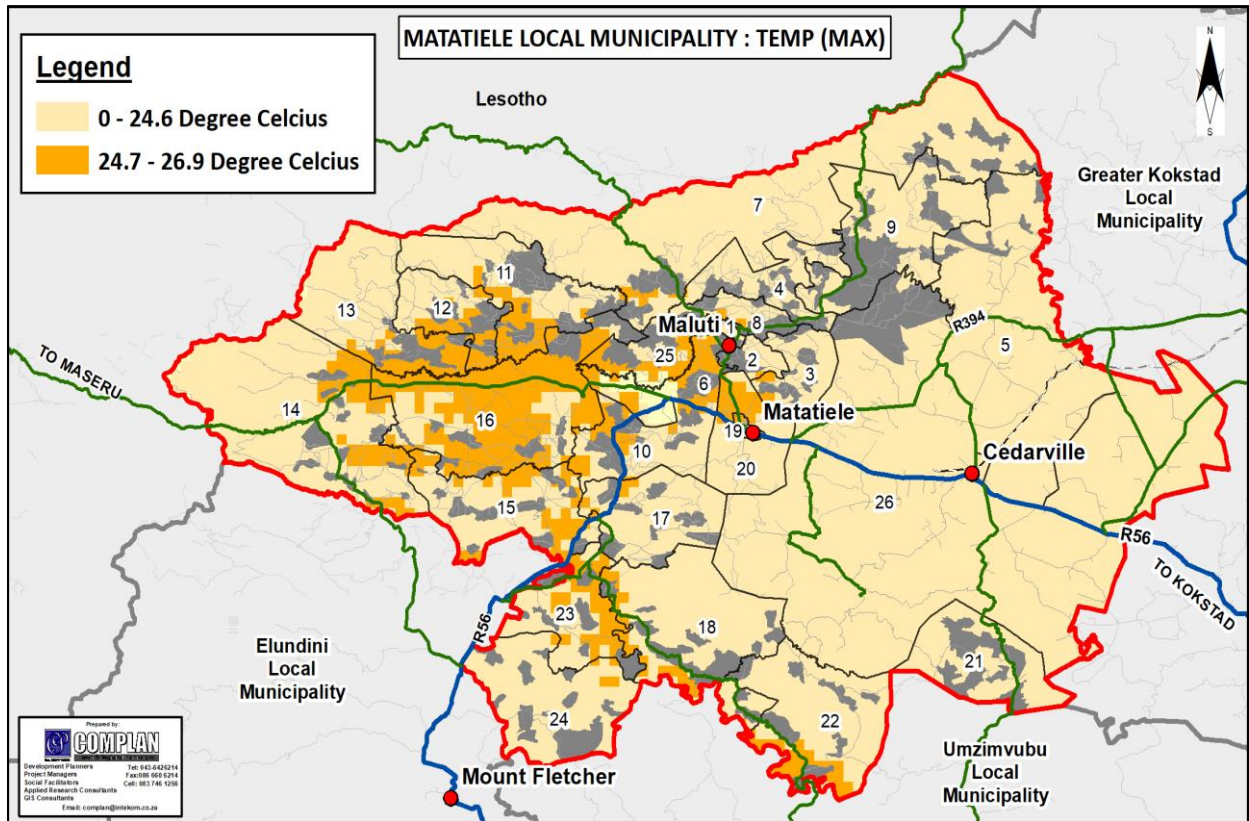 MATATIELE LOCAL MUNICIPALITY : TEMP (MAX)
Legend
0 - 24.6 Degree Celcius
24.7 - 26.9 Degree Celcius
N
S
Lesotho
Greater Kokstad
Local
Municipality
7
9
11
4
13
12
8
Maluti
1
R394
5
25
2
3
TO MASERU
6
14
16
Matatiele
19
Cedarville
10
20
26
15
17
R56
TO KOKSTAD
23
18
R56
Elundini
Local
Municipality
21
24
22
Umzimvubu
Local
Municipality
Mount Fletcher
Prepared by:
COMPLAN
Development Planners
Project Managers
Social Facilitators
Applied Research Consultants
GIS Consultants
Tel: 043-6426214
Fax:086 660 6214
Cell: 083 746 1256
Email: complan@intekom.co.za